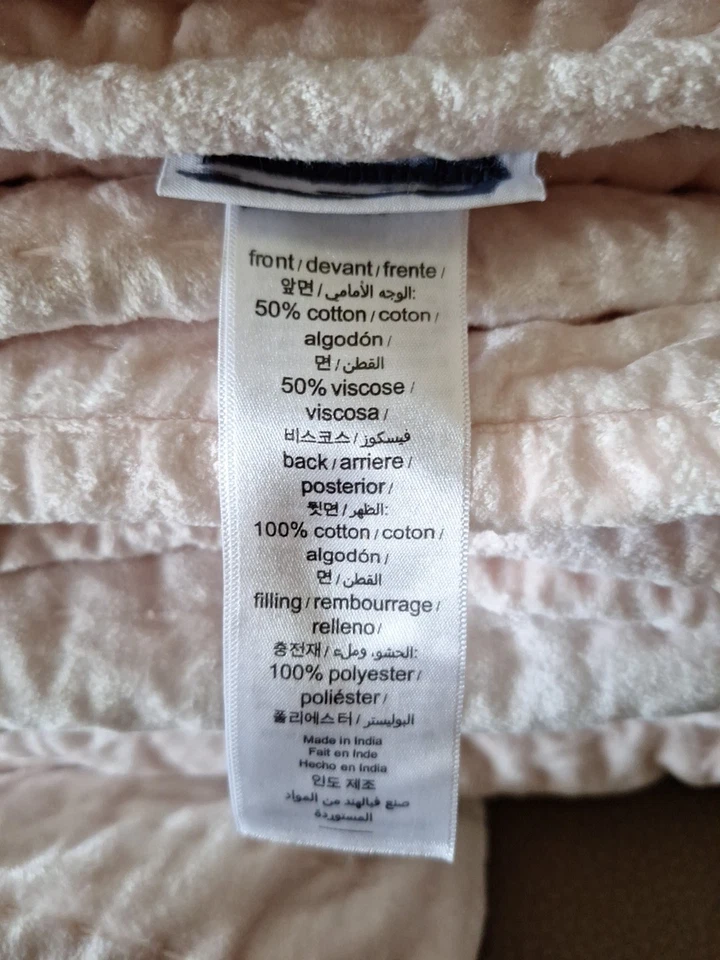 front / devant / frente /
앞면 / الوجه الأمامي:
50% cotton / coton /
algodón /
면 / القطن
50% viscose /
viscosa /
비스코스 / فيسكوز
back / arriere /
posterior /
뒷면 / الظهر:
100% cotton / coton /
algodón /
면 / القطن
filling / rembourrage /
relleno /
충전재 / الحشو، وملء:
100% polyester /
poliéster /
폴리에스터 / البوليستر
Made in India
Fait en Inde
Hecho en India
인도 제조
صنع فبالهند من المواد
المستوردة